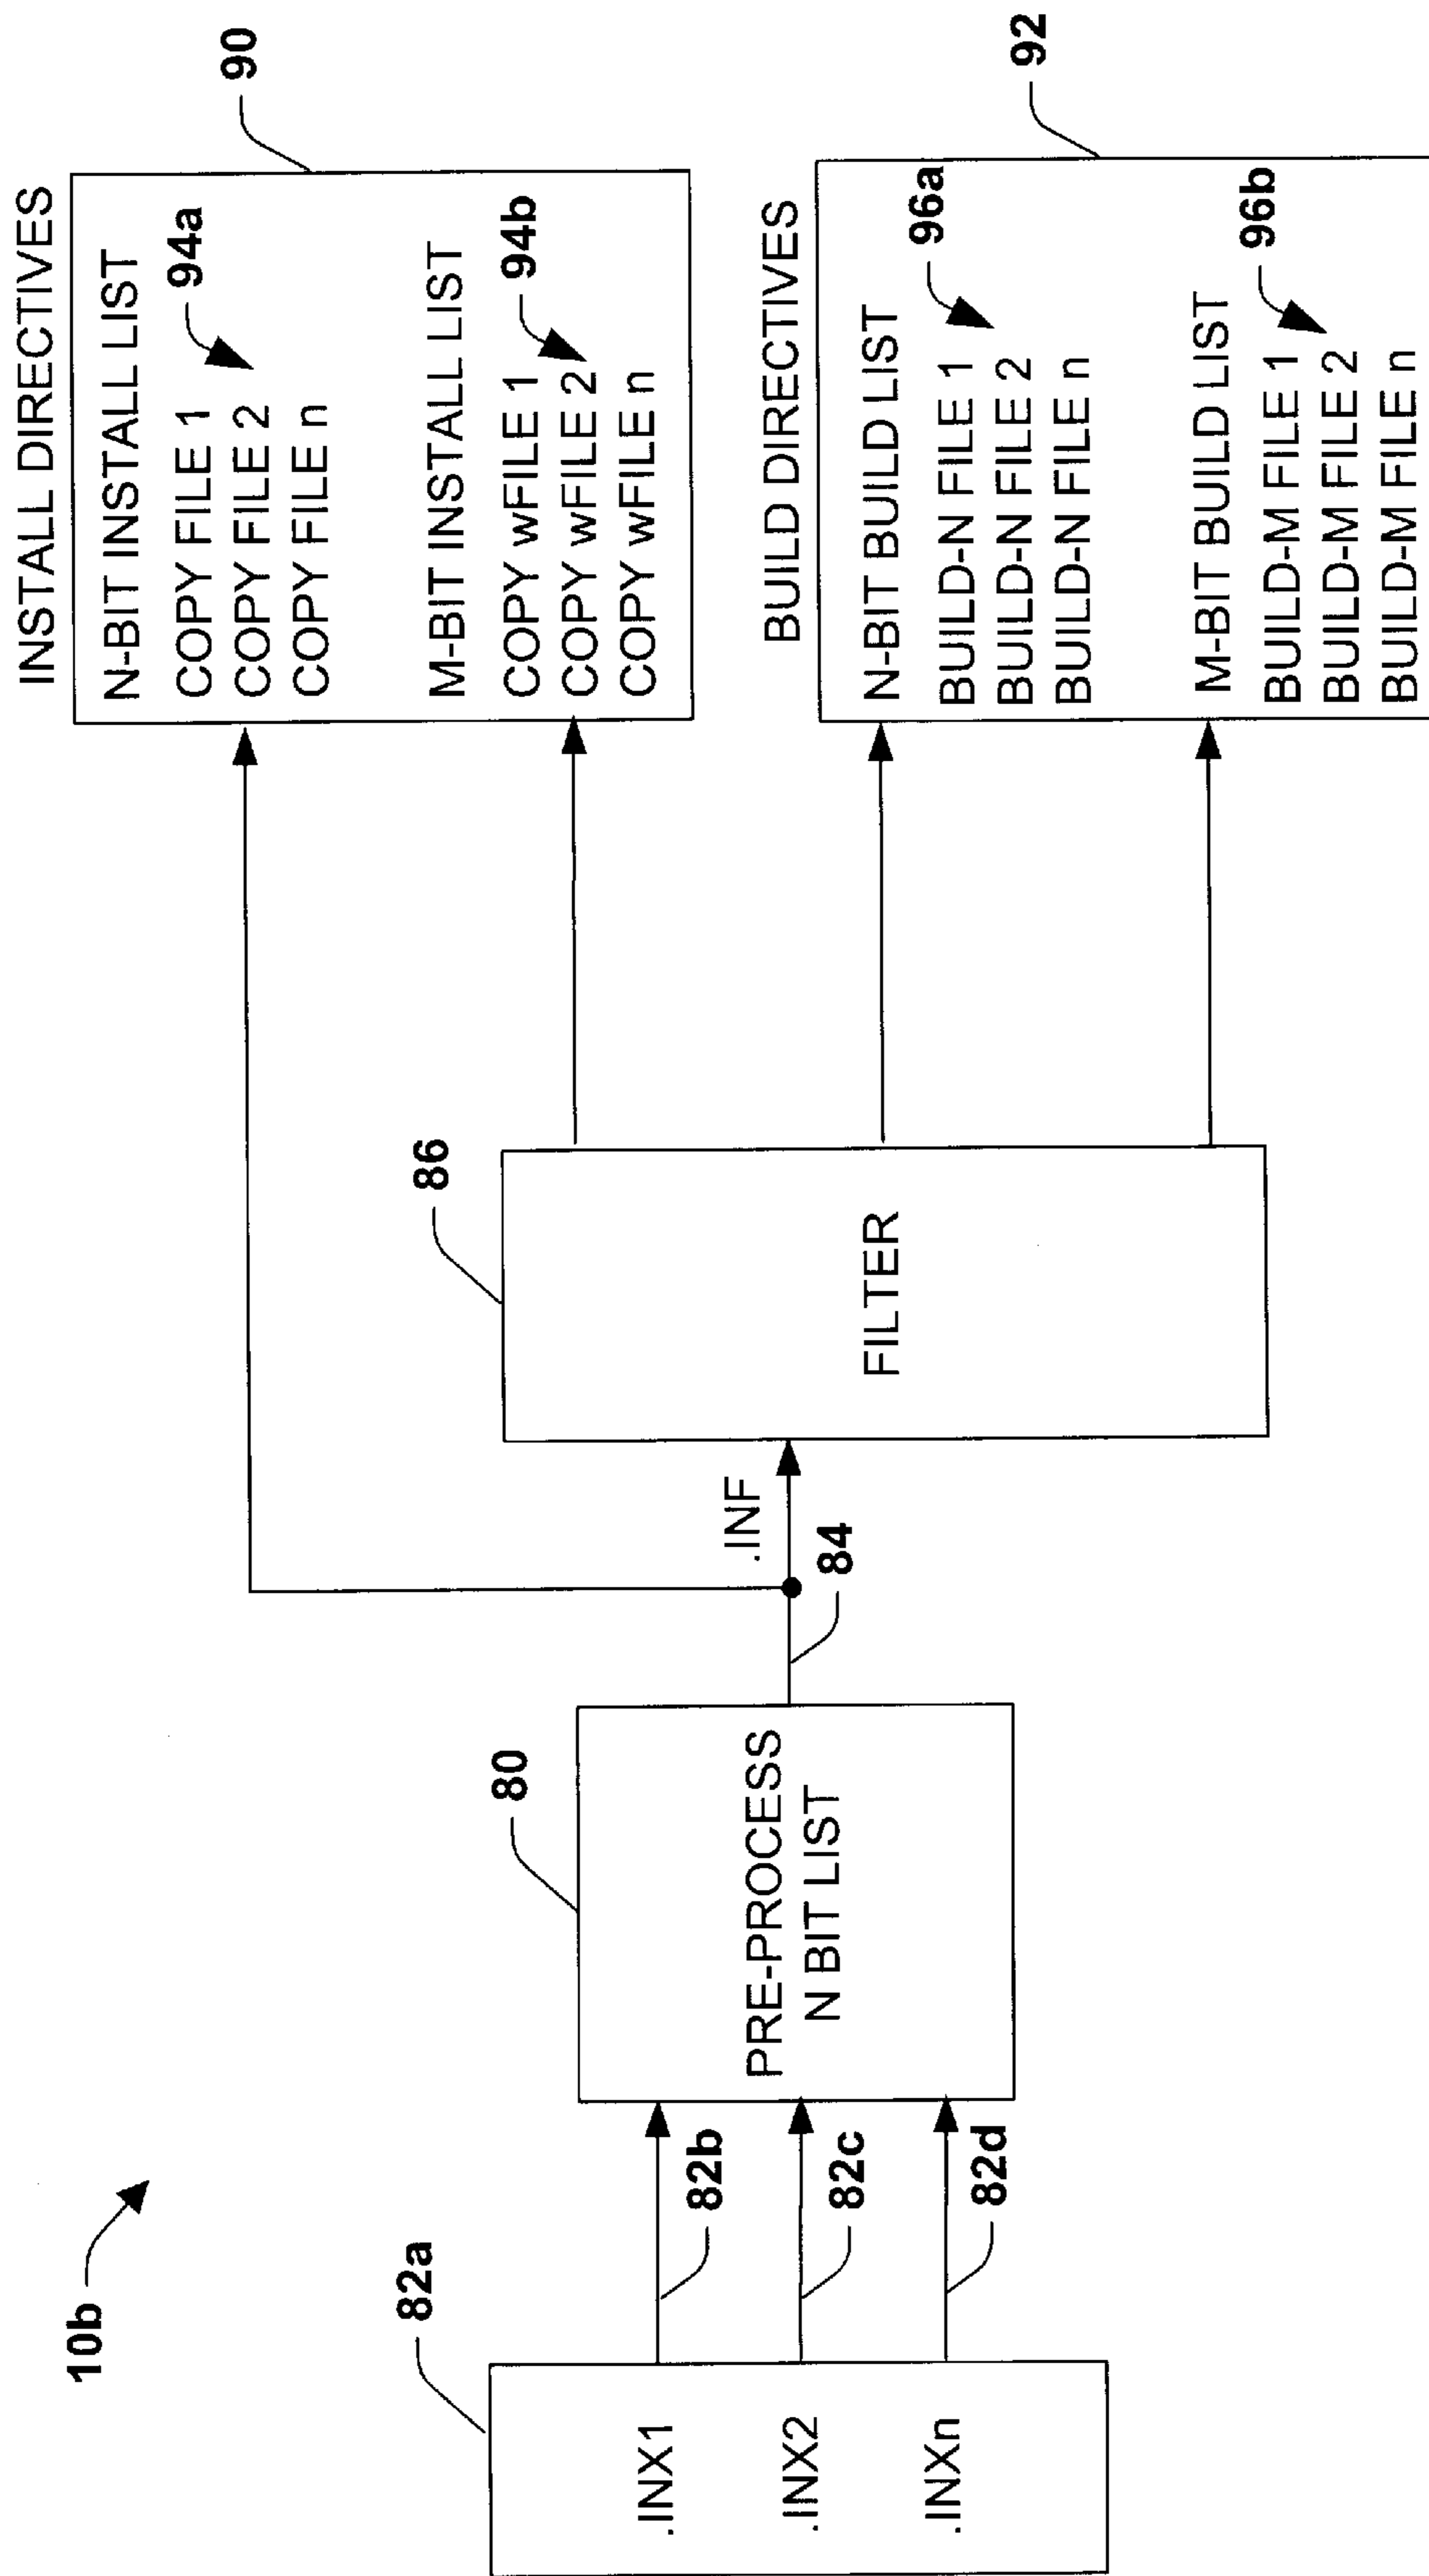 10b
82a
.INX1
.INX2
.INXn
82b
82c
82d
80
PRE-PROCESS
N BIT LIST
84
.INF
86
FILTER
INSTALL DIRECTIVES
90
N-BIT INSTALL LIST
94a
COPY FILE 1
COPY FILE 2
COPY FILE n
M-BIT INSTALL LIST
94b
COPY wFILE 1
COPY wFILE 2
COPY wFILE n
BUILD DIRECTIVES
92
N-BIT BUILD LIST
96a
BUILD-N FILE 1
BUILD-N FILE 2
BUILD-N FILE n
M-BIT BUILD LIST
96b
BUILD-M FILE 1
BUILD-M FILE 2
BUILD-M FILE n